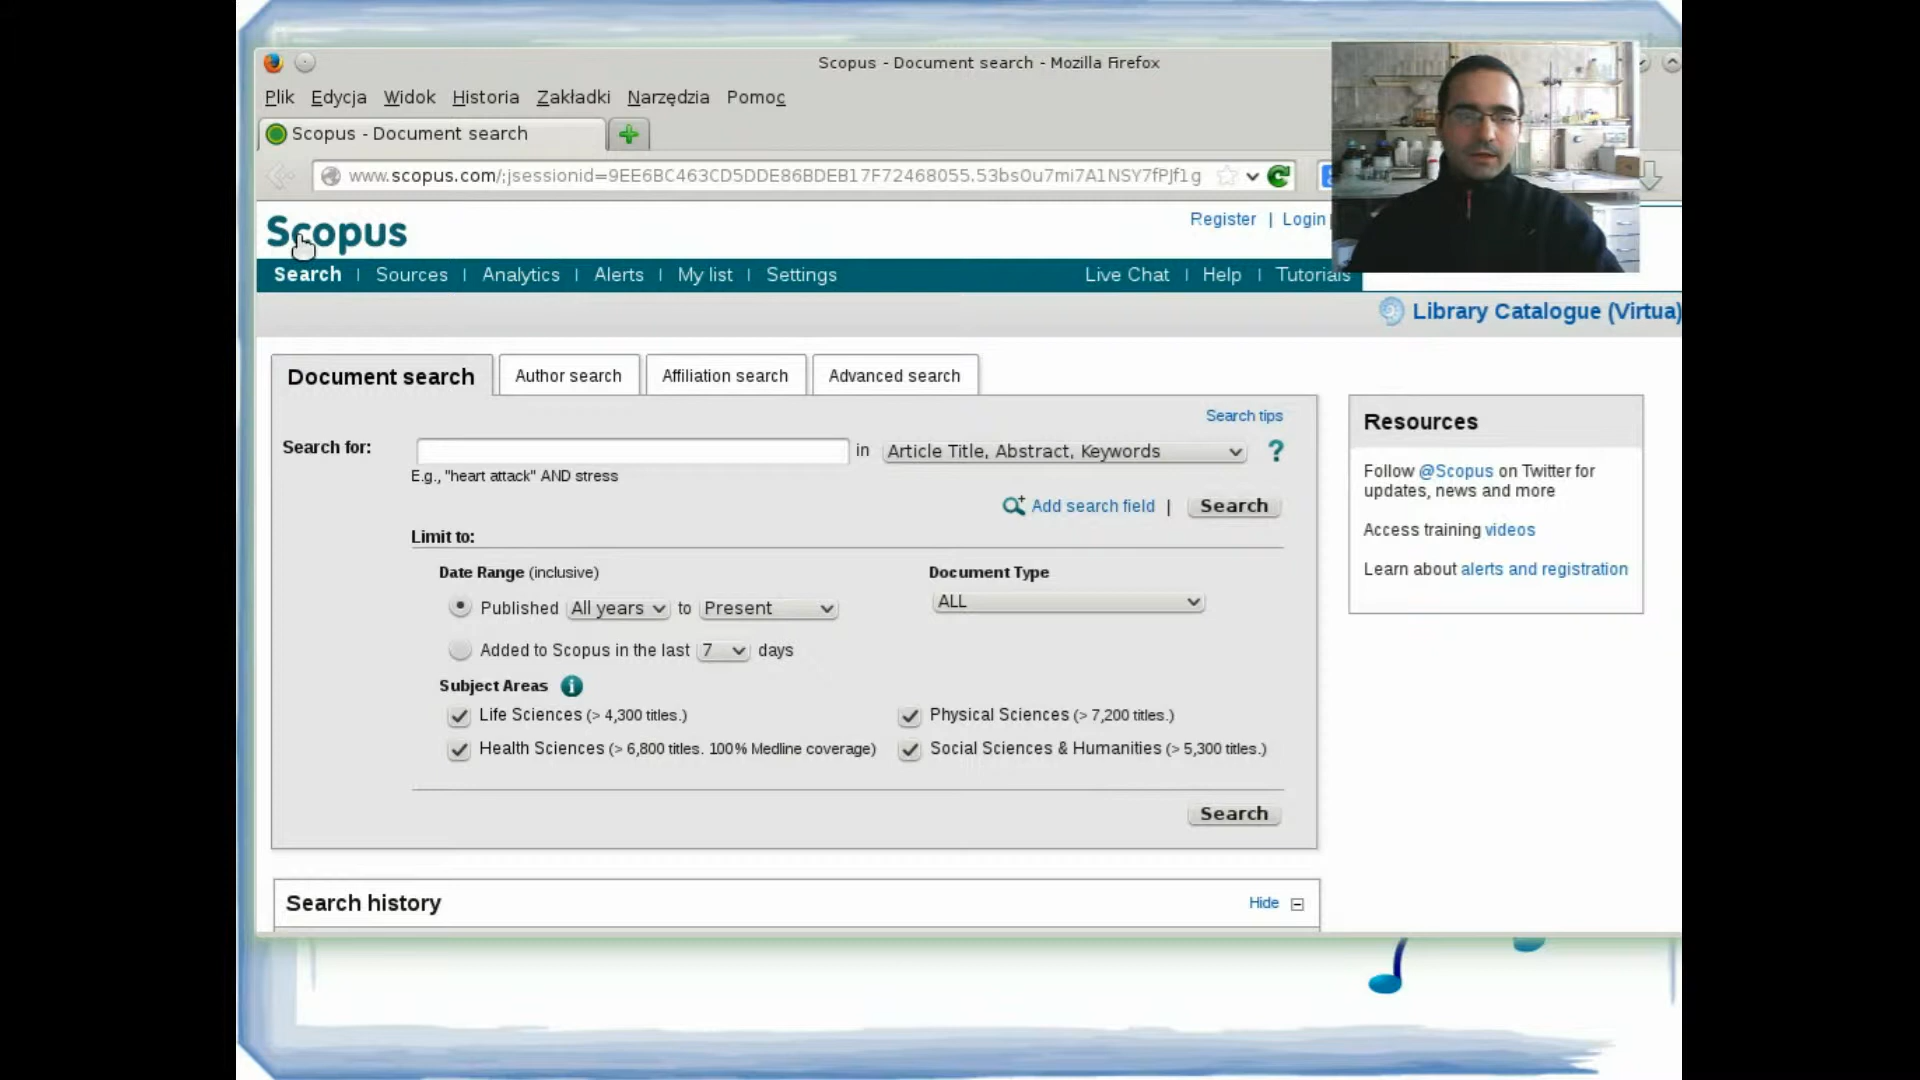 Scopus - Document search - Mozilla Firefox
Plik Edycja Widok Historia Zakładki Narzędzia Pomoc
Scopus - Document search
www.scopus.com/;jsessionid=9EE6BC463CD5DDE86BDEB17F72468055.53bsOu7mi7A1NSY7fPJf1g
Scopus
Register | Login
Search | Sources | Analytics | Alerts | My list | Settings
Live Chat | Help | Tutorials
Library Catalogue (Virtua)
Document search
Author search
Affiliation search
Advanced search
Search tips
Search for:
in
Article Title, Abstract, Keywords
?
E.g., "heart attack" AND stress
Add search field | Search
Limit to:
Date Range (inclusive)
Published All years to Present
Added to Scopus in the last 7 days
Document Type
ALL
Subject Areas
Life Sciences (> 4,300 titles.)
Physical Sciences (> 7,200 titles.)
Health Sciences (> 6,800 titles. 100% Medline coverage)
Social Sciences & Humanities (> 5,300 titles.)
Search
Resources
Follow @Scopus on Twitter for
updates, news and more
Access training videos
Learn about alerts and registration
Search history
Hide